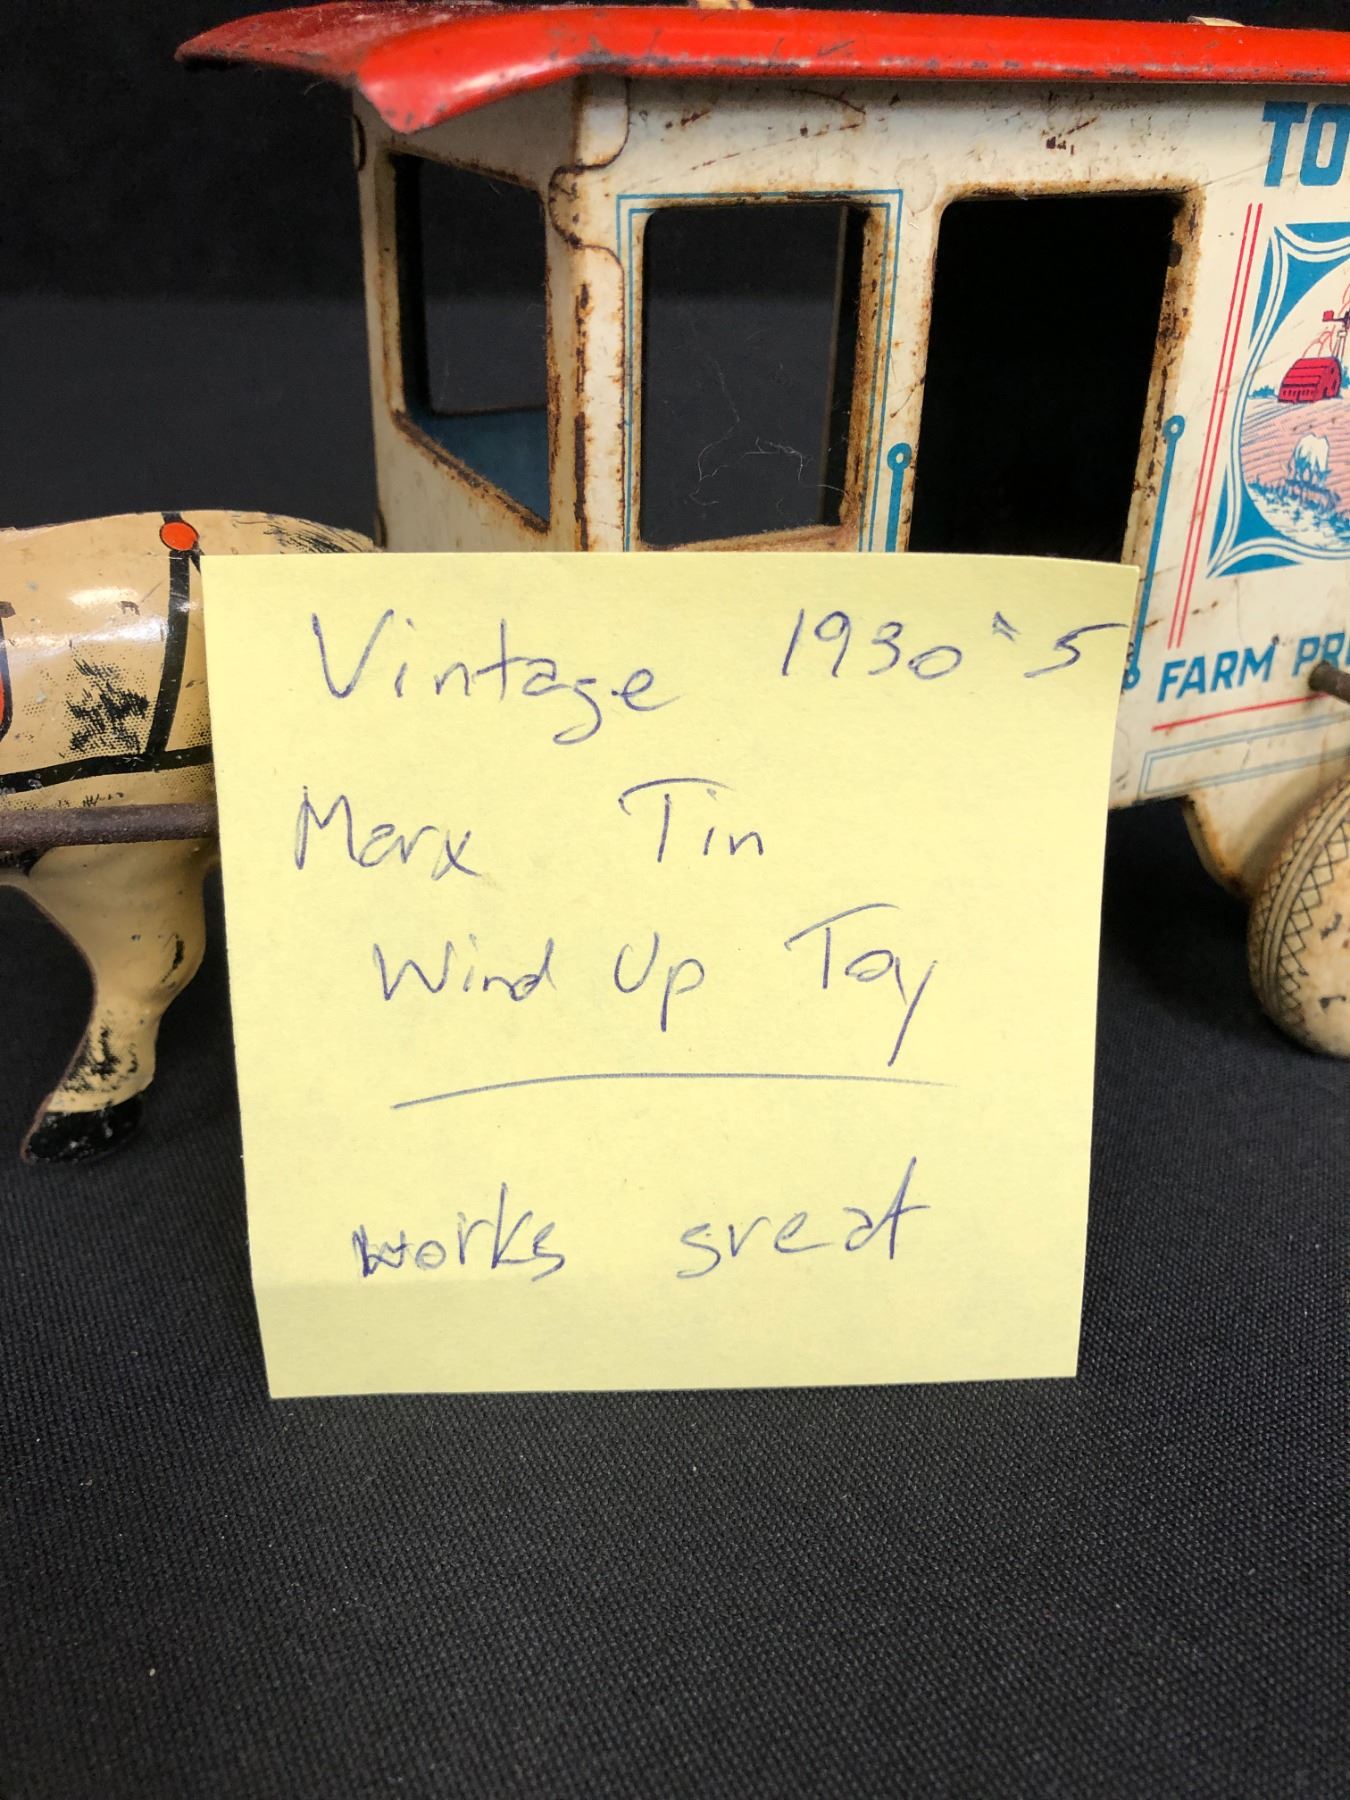 TO
FARM PR
Vintage 1930's
Marx Tin
Wind Up Toy
works great